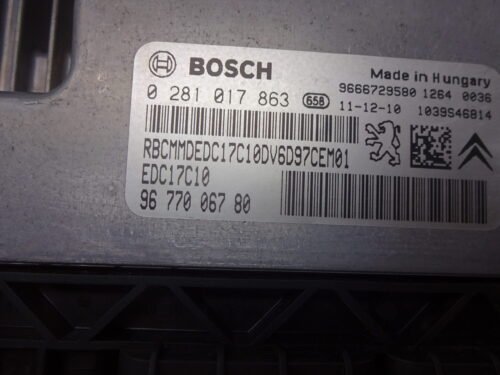 BOSCH
Made in Hungary
0 281 017 863 658
9666729580 1264 0036
11-12-10 1039S46814
RBCMMDEDC17C10DV6D97CEM01
EDC17C10
96 770 067 80